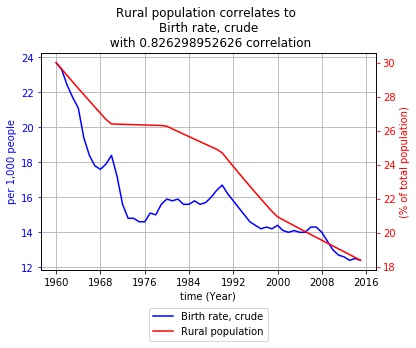 Rural population correlates to
Birth rate, crude
with 0.826298952626 correlation
24
22
20
18
16
14
12
per 1,000 people
30
28
26
24
22
20
18
(% of total population)
1960 1968 1976 1984 1992 2000 2008 2016
time (Year)
Birth rate, crude
Rural population